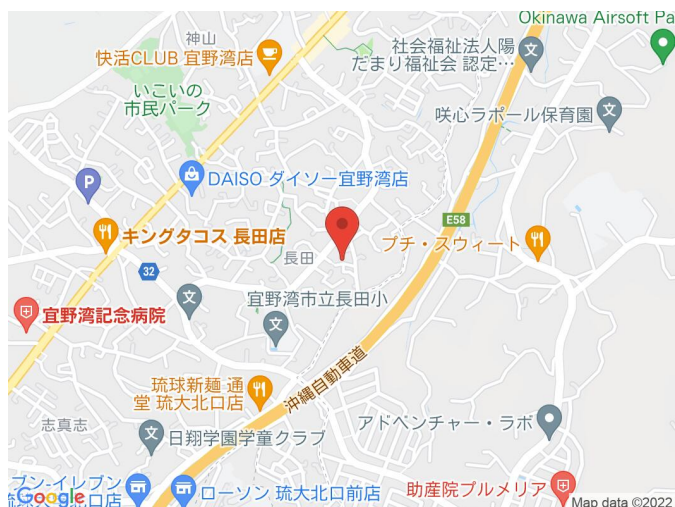 Okinawa Airsoft Pa
神山
快活CLUB 宜野湾店
社会福祉法人陽
だまり福祉会 認定…
いこいの
市民パーク
咲心ラポール保育園
P
DAISO ダイソー宜野湾店
E58
キングタコス 長田店
プチ・スウィート
長田
32
宜野湾市立長田小
宜野湾記念病院
沖縄自動車道
琉球新麺 通
堂 琉大北口店
アドベンチャー・ラボ
志真志
日翔学園学童クラブ
ブン-イレブン
琉大北口店
ローソン 琉大北口前店
助産院プルメリア
Google
Map data ©2022